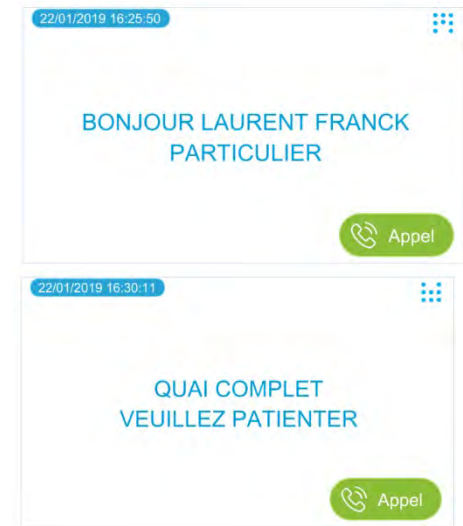 22/01/2019 16:25:50
BONJOUR LAURENT FRANCK
PARTICULIER
Appel
22/01/2019 16:30:11
QUAI COMPLET
VEUILLEZ PATIENTER
Appel